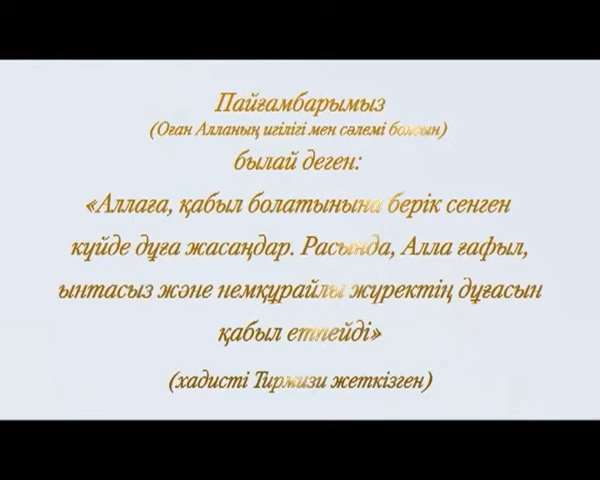 Пайғамбарымыз
(Оған Алланың игілігі мен сәлемі болсын)
былай деген:
«Аллаға, қабыл болатынына берік сенген
күйде дұға жасаңдар. Расында, Алла ғафыл,
ынтасыз және немқұрайлы жүректің дұғасын
қабыл етпейді»
(хадисті Тирмизи жеткізген)